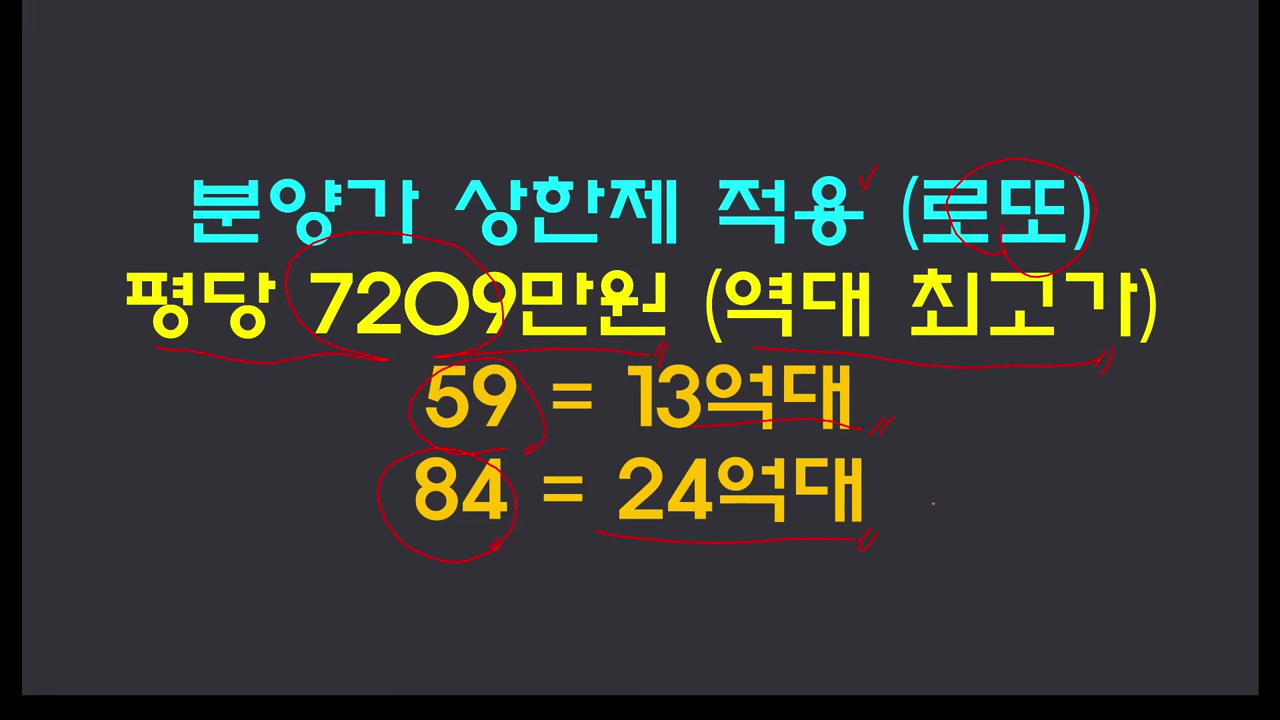 분양가 상한제 적용 (로또)
평당 7209만원 (역대 최고가)
59 = 13억대
84 = 24억대